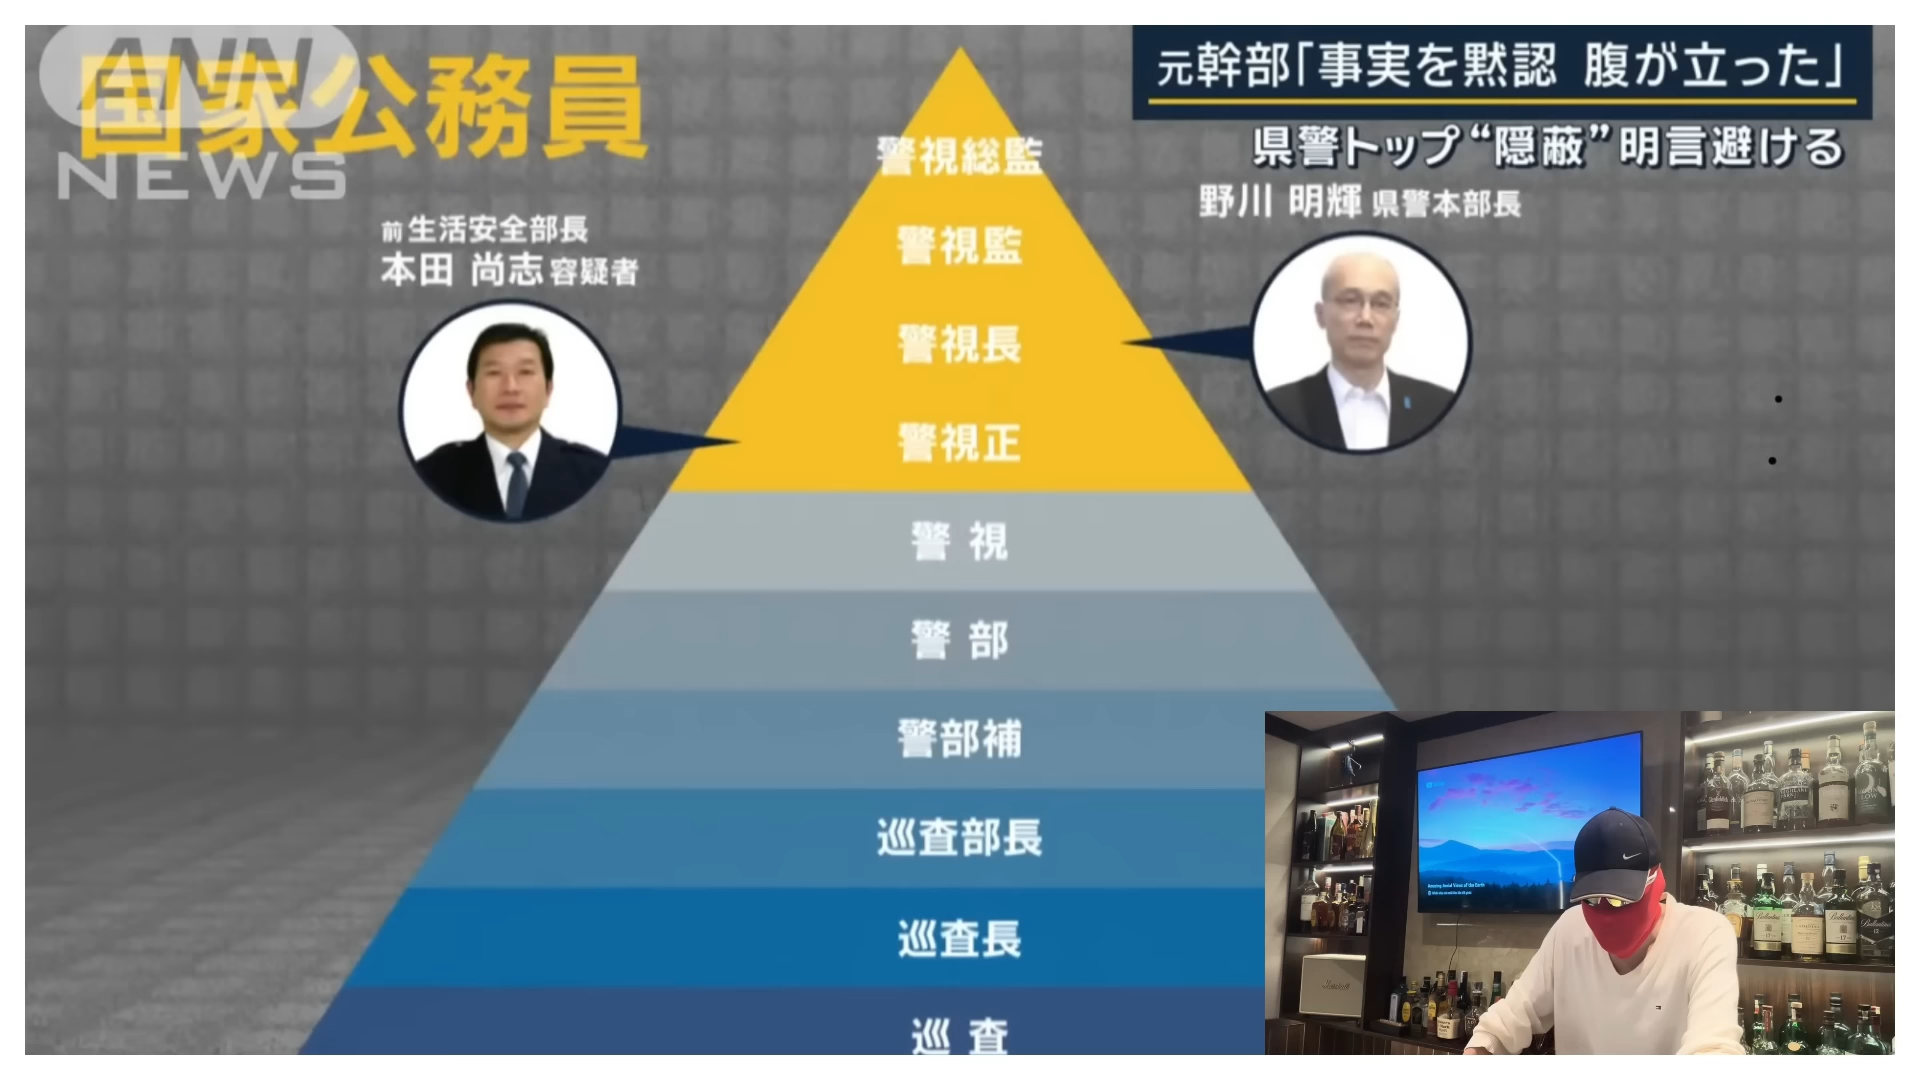 ANN
NEWS
国家公務員
元幹部「事実を黙認 腹が立った」
県警トップ“隠蔽”明言避ける
野川 明輝 県警本部長
前生活安全部長
本田 尚志容疑者
警視総監
警視監
警視長
警視正
警 視
警 部
警部補
巡査部長
巡査長
巡 査
Marshall